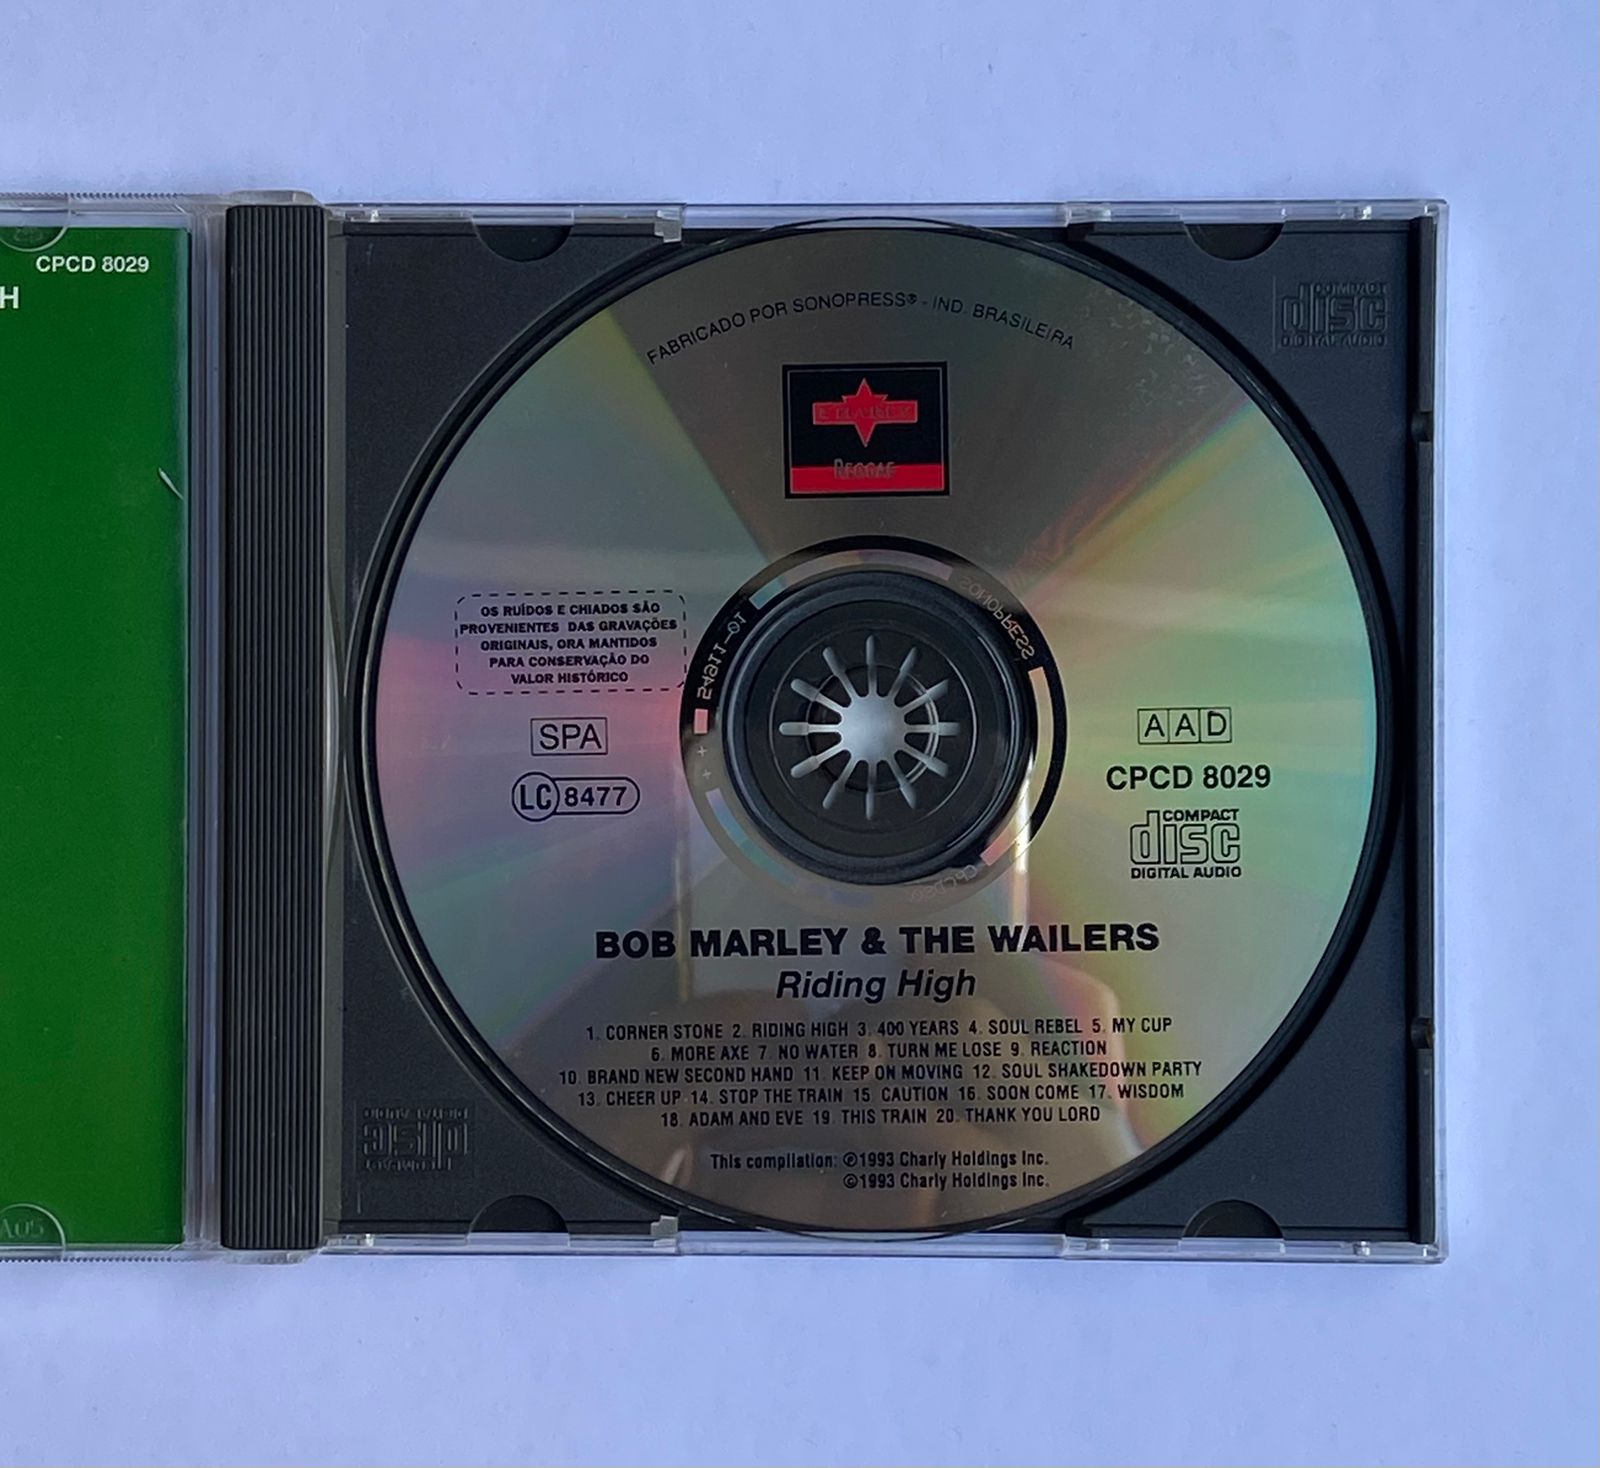 CPCD 8029
H
FABRICADO POR SONOPRESS® - IND. BRASILEIRA
CHARLY
REGGAE
COMPACT
disc
DIGITAL AUDIO
OS RUÍDOS E CHIADOS SÃO
PROVENIENTES DAS GRAVAÇÕES
ORIGINAIS, ORA MANTIDOS
PARA CONSERVAÇÃO DO
VALOR HISTÓRICO
SONOPRESS
SPA
LC 8477
AAD
CPCD 8029
COMPACT
disc
DIGITAL AUDIO
BOB MARLEY & THE WAILERS
Riding High
1. CORNER STONE 2. RIDING HIGH 3. 400 YEARS 4. SOUL REBEL 5. MY CUP
6. MORE AXE 7. NO WATER 8. TURN ME LOSE 9. REACTION
10. BRAND NEW SECOND HAND 11. KEEP ON MOVING 12. SOUL SHAKEDOWN PARTY
13. CHEER UP 14. STOP THE TRAIN 15. CAUTION 16. SOON COME 17. WISDOM
18. ADAM AND EVE 19. THIS TRAIN 20. THANK YOU LORD
This compilation: ℗1993 Charly Holdings Inc.
©1993 Charly Holdings Inc.
COMPACT
disc
DIGITAL AUDIO